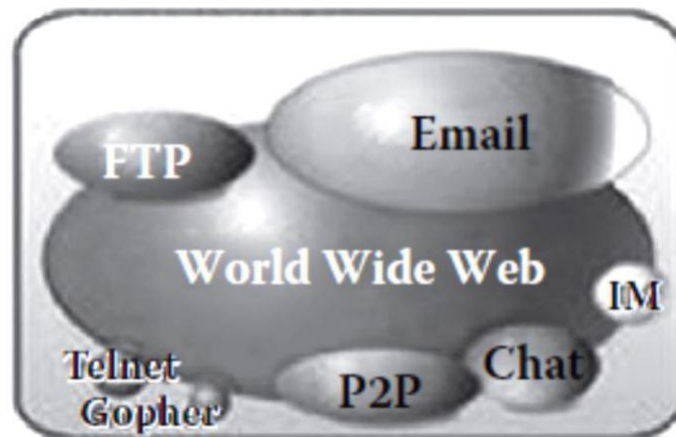 Email
FTP
World Wide Web
IM
Telnet
Chat
P2P
Gopher